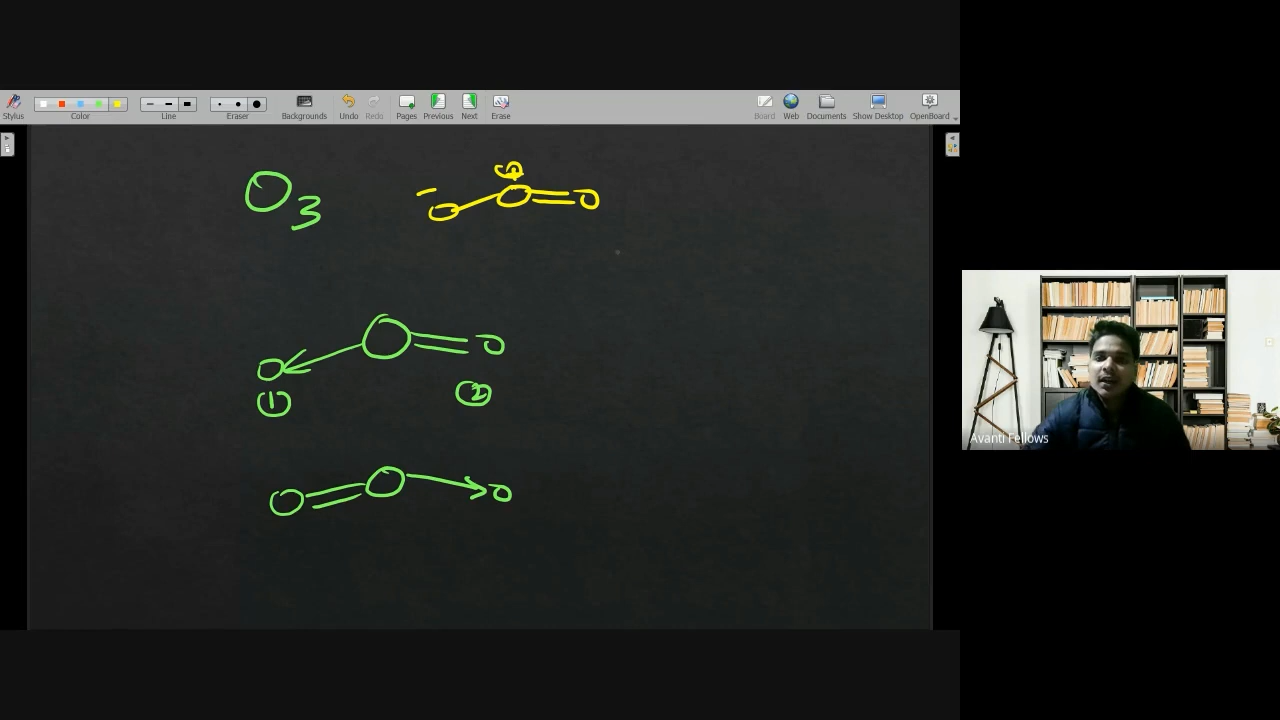 Stylus Color Line Eraser Backgrounds Undo Redo Pages Previous Next Erase Board Web Documents Show Desktop OpenBoard
O3
⊕
− O−O=O
O←O=O
① ②
O=O→O
Avanti Fellows